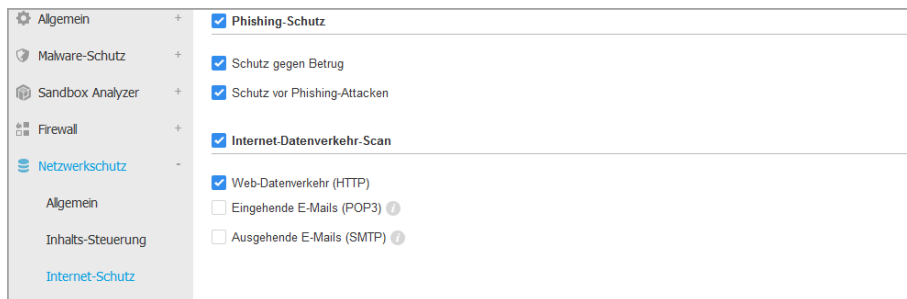 Allgemein +
Malware-Schutz +
Sandbox Analyzer +
Firewall +
Netzwerkschutz -
Allgemein
Inhalts-Steuerung
Internet-Schutz
Phishing-Schutz
Schutz gegen Betrug
Schutz vor Phishing-Attacken
Internet-Datenverkehr-Scan
Web-Datenverkehr (HTTP)
Eingehende E-Mails (POP3) i
Ausgehende E-Mails (SMTP) i